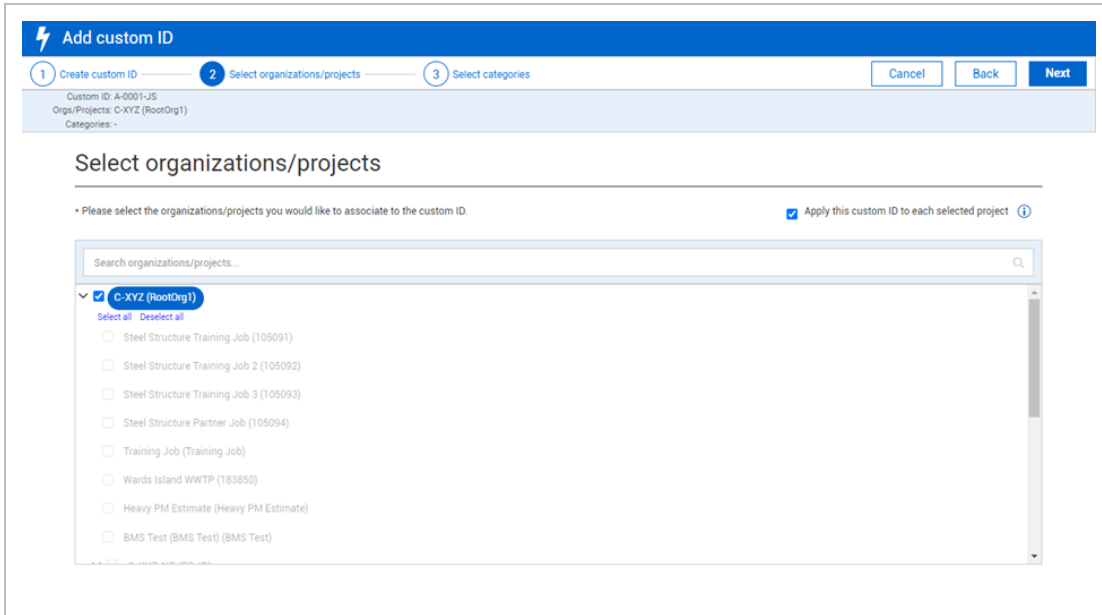 Add custom ID
1 Create custom ID 2 Select organizations/projects 3 Select categories Cancel Back Next
Custom ID: A-0001-JS
Orgs/Projects: C-XYZ (RootOrg1)
Categories: -
Select organizations/projects
• Please select the organizations/projects you would like to associate to the custom ID. Apply this custom ID to each selected project i
Search organizations/projects...
C-XYZ (RootOrg1)
Select all Deselect all
Steel Structure Training Job (105091)
Steel Structure Training Job 2 (105092)
Steel Structure Training Job 3 (105093)
Steel Structure Partner Job (105094)
Training Job (Training Job)
Wards Island WWTP (183850)
Heavy PM Estimate (Heavy PM Estimate)
BMS Test (BMS Test) (BMS Test)